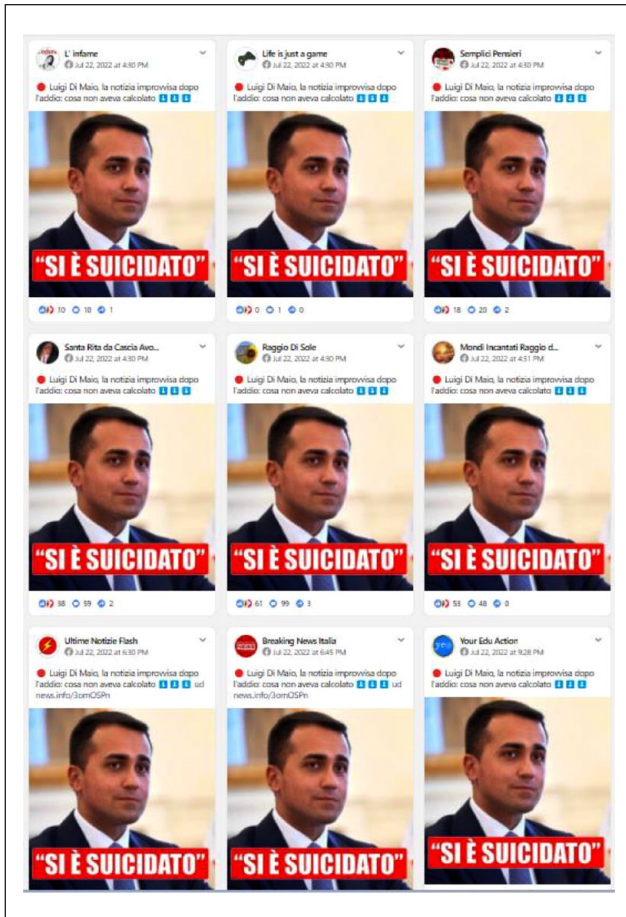 L' infame
Jul 22, 2022 at 4:30 PM
🔴 Luigi Di Maio, la notizia improvvisa dopo
l'addio: cosa non aveva calcolato ⬇️ ⬇️ ⬇️
"SI È SUICIDATO"
10 10 1
Life is just a game
Jul 22, 2022 at 4:30 PM
🔴 Luigi Di Maio, la notizia improvvisa dopo
l'addio: cosa non aveva calcolato ⬇️ ⬇️ ⬇️
"SI È SUICIDATO"
0 1 0
Semplici Pensieri
Jul 22, 2022 at 4:30 PM
🔴 Luigi Di Maio, la notizia improvvisa dopo
l'addio: cosa non aveva calcolato ⬇️ ⬇️ ⬇️
"SI È SUICIDATO"
18 20 2
Santa Rita da Cascia Avo...
Jul 22, 2022 at 4:30 PM
🔴 Luigi Di Maio, la notizia improvvisa dopo
l'addio: cosa non aveva calcolato ⬇️ ⬇️ ⬇️
"SI È SUICIDATO"
38 59 2
Raggio Di Sole
Jul 22, 2022 at 4:30 PM
🔴 Luigi Di Maio, la notizia improvvisa dopo
l'addio: cosa non aveva calcolato ⬇️ ⬇️ ⬇️
"SI È SUICIDATO"
61 99 3
Mondi Incantati Raggio d...
Jul 22, 2022 at 4:31 PM
🔴 Luigi Di Maio, la notizia improvvisa dopo
l'addio: cosa non aveva calcolato ⬇️ ⬇️ ⬇️
"SI È SUICIDATO"
53 48 0
Ultime Notizie Flash
Jul 22, 2022 at 6:30 PM
🔴 Luigi Di Maio, la notizia improvvisa dopo
l'addio: cosa non aveva calcolato ⬇️ ⬇️ ⬇️ ud
news.info/3omOSPn
"SI È SUICIDATO"
Breaking News Italia
Jul 22, 2022 at 6:45 PM
🔴 Luigi Di Maio, la notizia improvvisa dopo
l'addio: cosa non aveva calcolato ⬇️ ⬇️ ⬇️ ud
news.info/3omOSPn
"SI È SUICIDATO"
Your Edu Action
Jul 22, 2022 at 9:28 PM
🔴 Luigi Di Maio, la notizia improvvisa dopo
l'addio: cosa non aveva calcolato ⬇️ ⬇️ ⬇️
"SI È SUICIDATO"